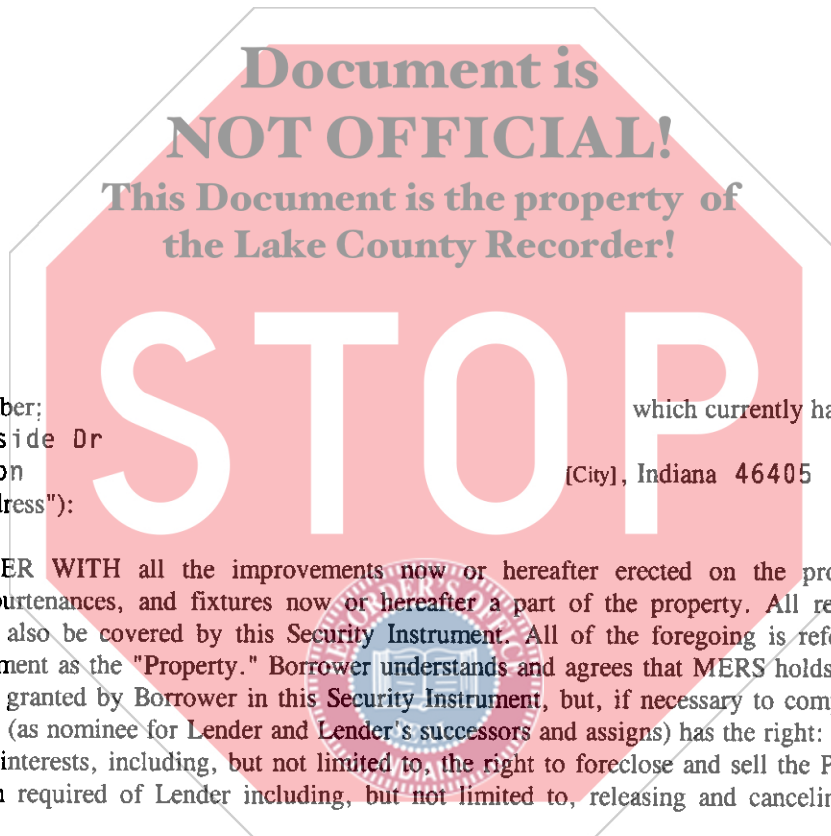 Document is
NOT OFFICIAL!
This Document is the property of
the Lake County Recorder!
STOP
ber: which currently ha
side Dr
on [City], Indiana 46405
dress"):
ER WITH all the improvements now or hereafter erected on the pro
purtenances, and fixtures now or hereafter a part of the property. All re
also be covered by this Security Instrument. All of the foregoing is refe
ment as the "Property." Borrower understands and agrees that MERS holds
granted by Borrower in this Security Instrument, but, if necessary to com
(as nominee for Lender and Lender's successors and assigns) has the right:
interests, including, but not limited to, the right to foreclose and sell the P
n required of Lender including, but not limited to, releasing and cancelin